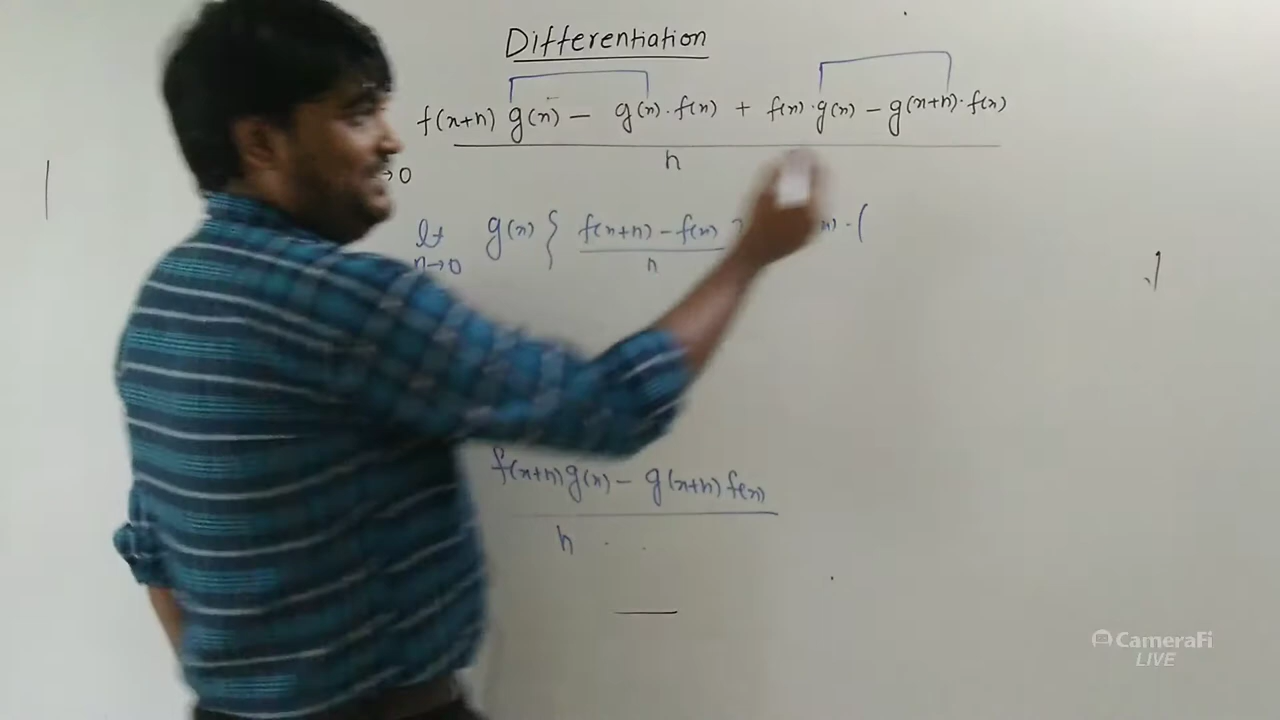 Differentiation
f(x+h) g(x) - g(x).f(x) + f(x).g(x) - g(x+h).f(x)
h
→0
lt g(x) { f(x+h) - f(x) . (
h→0 h
f(x+h) g(x) - g(x+h) f(x)
h
CameraFi
LIVE